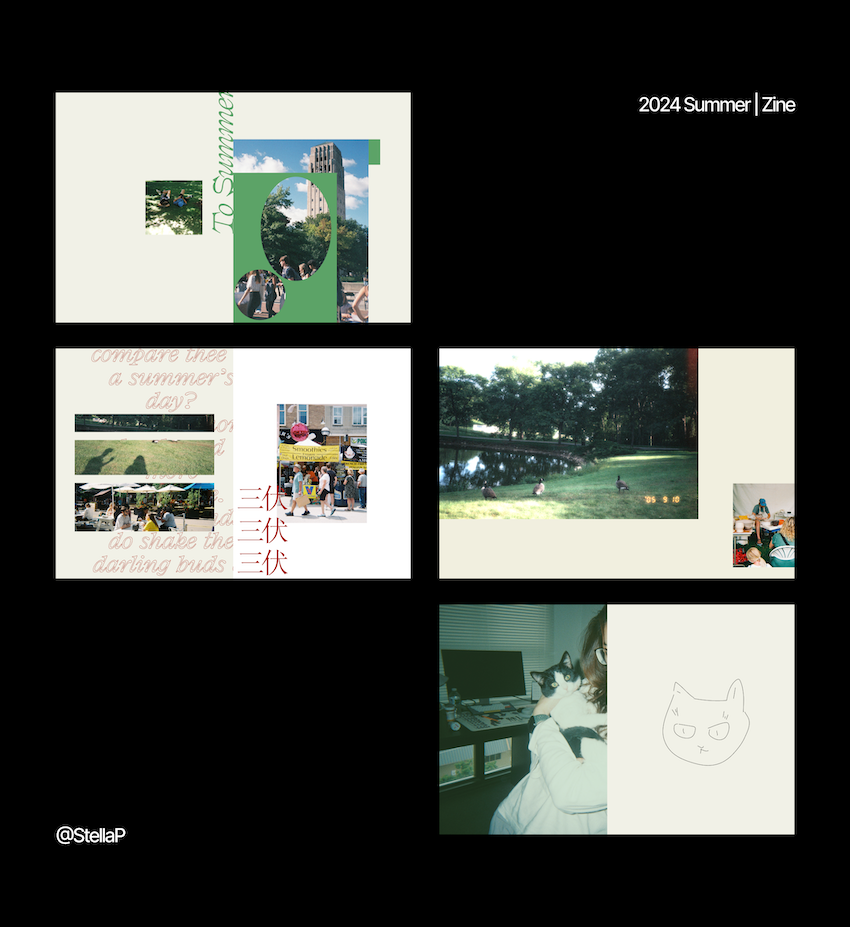 2024 Summer | Zine
To Summer
compare thee
a summer's
day?
do shake the
darling buds
Smoothies
Lemonade
三伏
三伏
三伏
'05 9 10
@StellaP